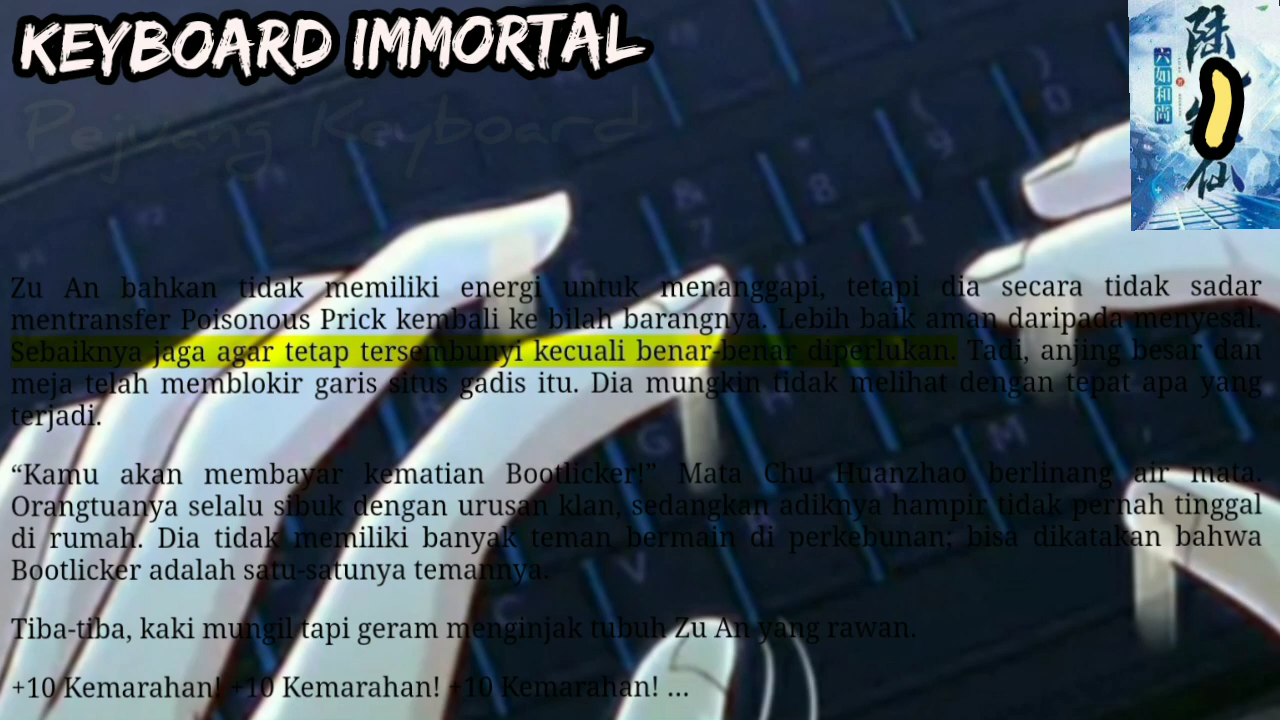 KEYBOARD IMMORTAL
Pejuang Keyboard
陆
仙
六如和尚
Zu An bahkan tidak memiliki energi untuk menanggapi, tetapi dia secara tidak sadar
mentransfer Poisonous Prick kembali ke bilah barangnya. Lebih baik aman daripada menyesal.
Sebaiknya jaga agar tetap tersembunyi kecuali benar-benar diperlukan. Tadi, anjing besar dan
meja telah memblokir garis situs gadis itu. Dia mungkin tidak melihat dengan tepat apa yang
terjadi.
“Kamu akan membayar kematian Bootlicker!” Mata Chu Huanzhao berlinang air mata.
Orangtuanya selalu sibuk dengan urusan klan, sedangkan adiknya hampir tidak pernah tinggal
di rumah. Dia tidak memiliki banyak teman bermain di perkebunan; bisa dikatakan bahwa
Bootlicker adalah satu-satunya temannya.
Tiba-tiba, kaki mungil tapi geram menginjak tubuh Zu An yang rawan.
+10 Kemarahan! +10 Kemarahan! +10 Kemarahan! ...